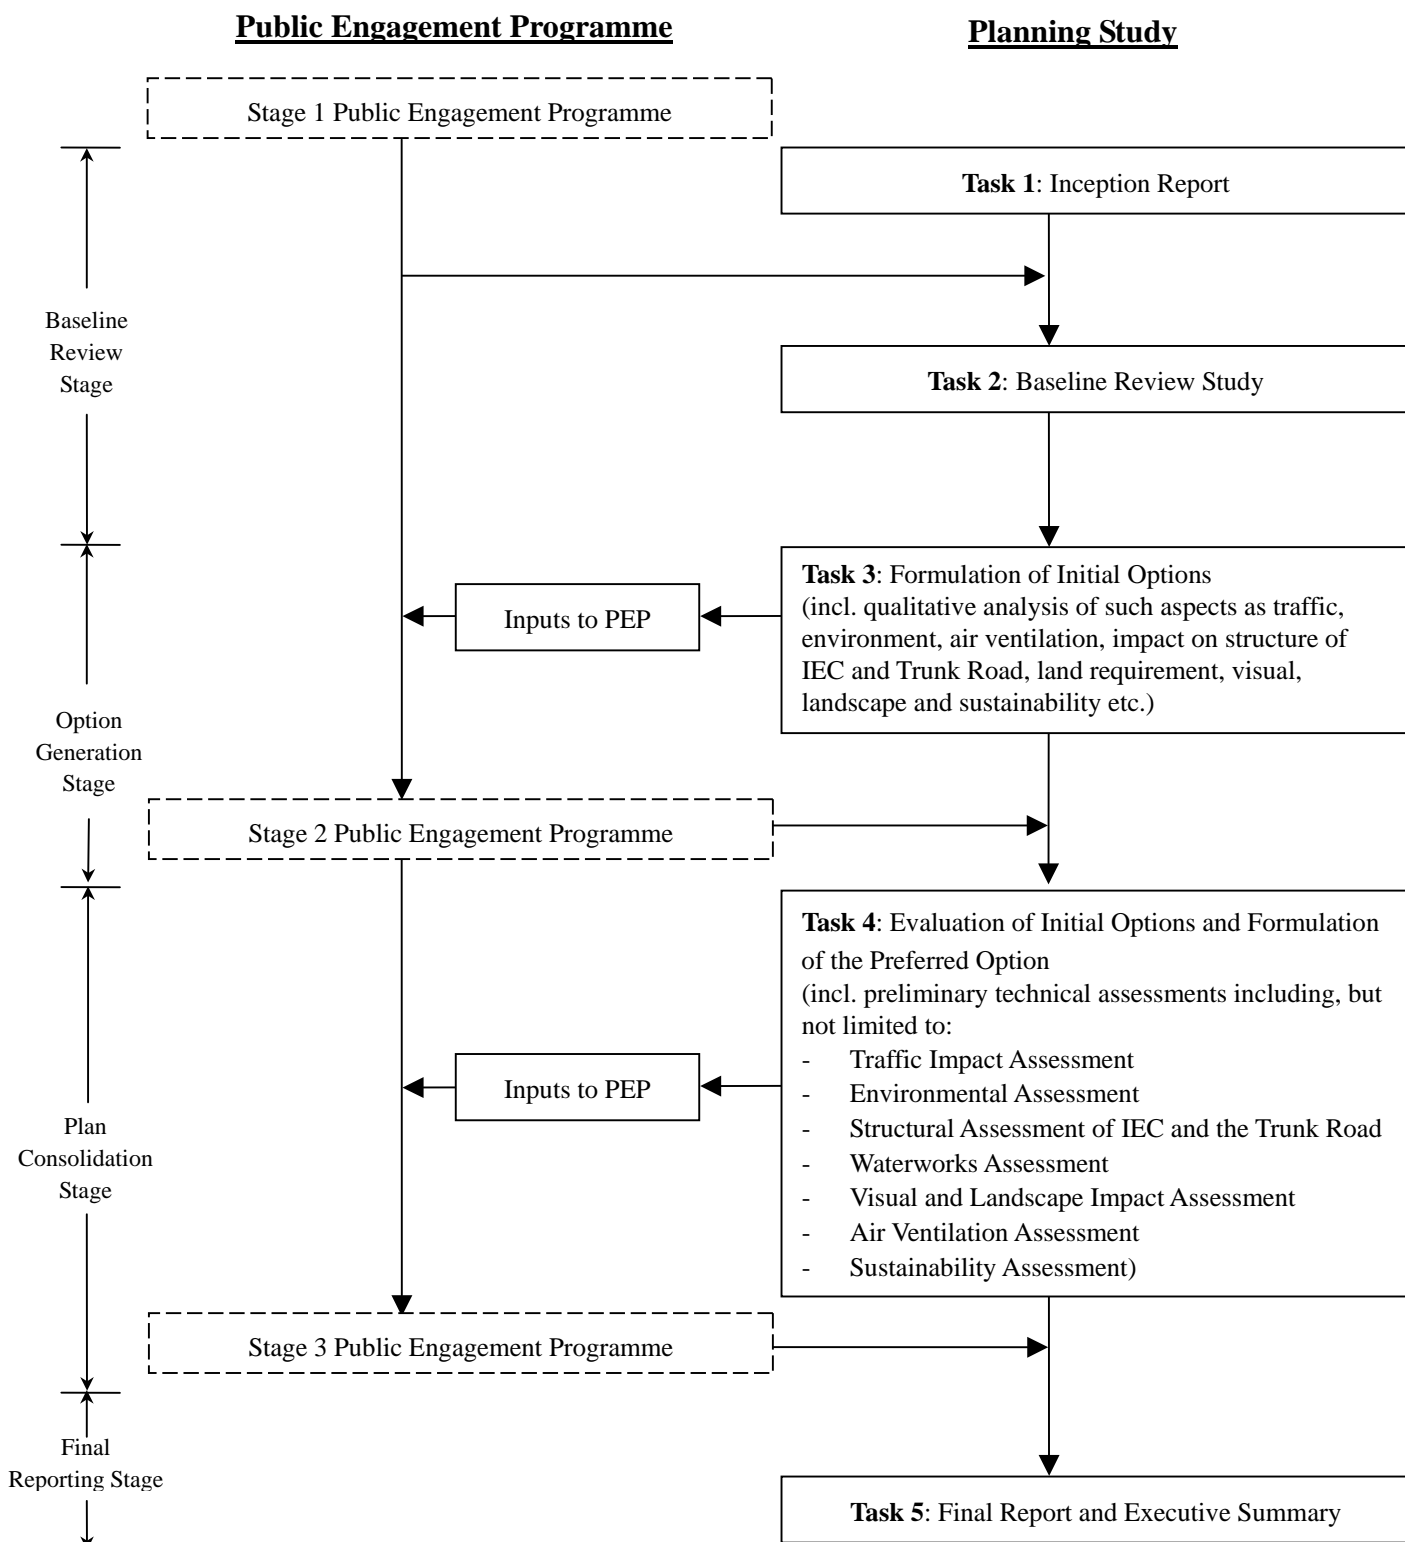 Public Engagement Programme
Planning Study
Stage 1 Public Engagement Programme
Task 1: Inception Report
Baseline
Review
Stage
Task 2: Baseline Review Study
Task 3: Formulation of Initial Options
(incl. qualitative analysis of such aspects as traffic,
environment, air ventilation, impact on structure of
IEC and Trunk Road, land requirement, visual,
landscape and sustainability etc.)
Inputs to PEP
Option
Generation
Stage
Stage 2 Public Engagement Programme
Task 4: Evaluation of Initial Options and Formulation
of the Preferred Option
(incl. preliminary technical assessments including, but
not limited to:
- Traffic Impact Assessment
- Environmental Assessment
- Structural Assessment of IEC and the Trunk Road
- Waterworks Assessment
- Visual and Landscape Impact Assessment
- Air Ventilation Assessment
- Sustainability Assessment)
Inputs to PEP
Plan
Consolidation
Stage
Stage 3 Public Engagement Programme
Final
Reporting Stage
Task 5: Final Report and Executive Summary